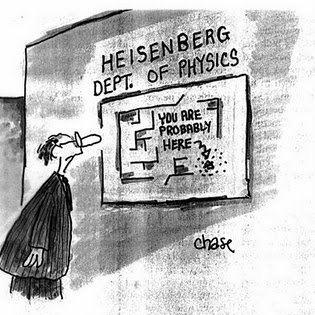 HEISENBERG
DEPT. OF PHYSICS
YOU ARE
PROBABLY
HERE
chase